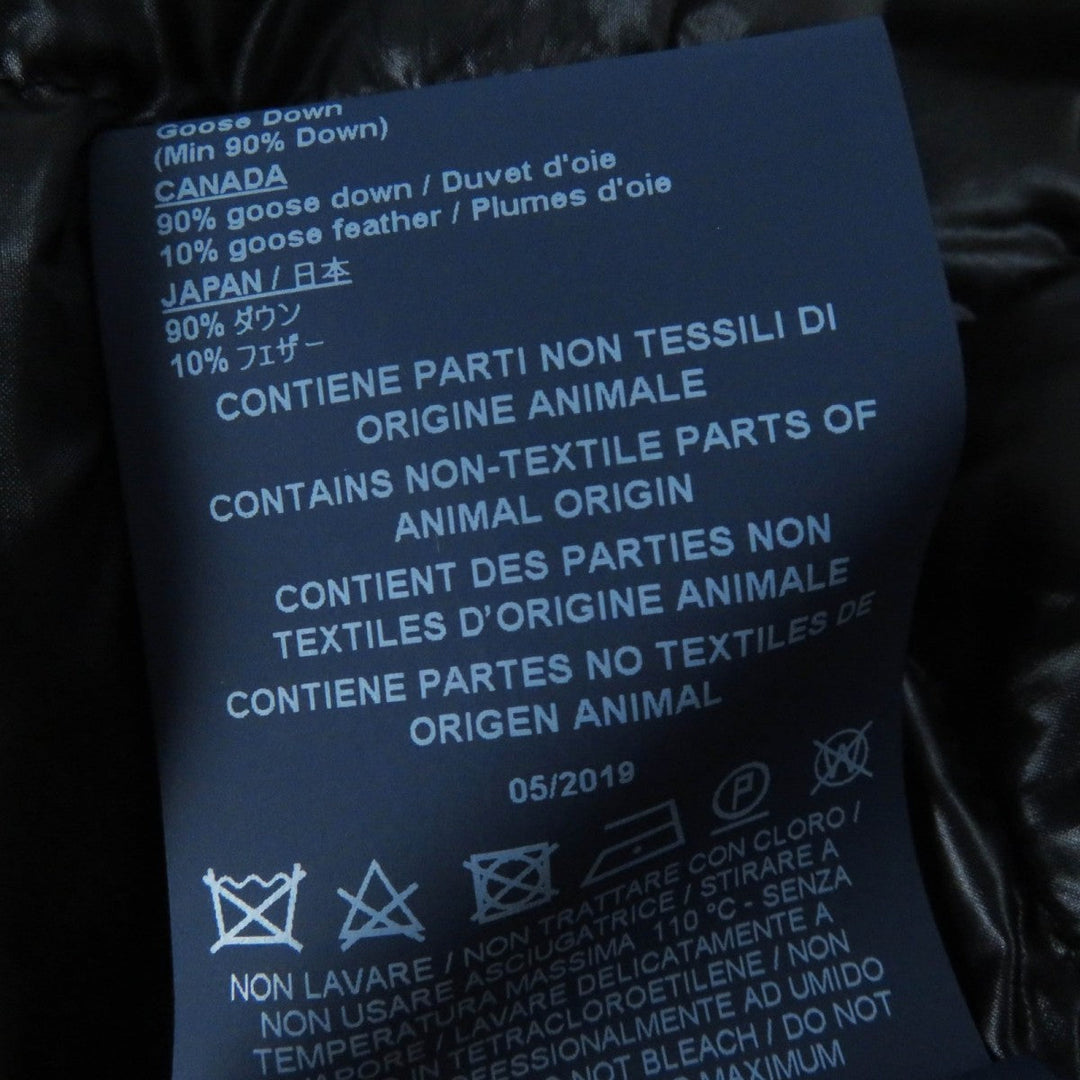 Goose Down
(Min 90% Down)
CANADA
90% goose down / Duvet d'oie
10% goose feather / Plumes d'oie
JAPAN / 日本
90% ダウン
10% フェザー
CONTIENE PARTI NON TESSILI DI
ORIGINE ANIMALE
CONTAINS NON-TEXTILE PARTS OF
ANIMAL ORIGIN
CONTIENT DES PARTIES NON
TEXTILES D'ORIGINE ANIMALE
CONTIENE PARTES NO TEXTILES DE
ORIGEN ANIMAL
05/2019
P
W
NON LAVARE / NON TRATTARE CON CLORO /
NON USARE ASCIUGATRICE / STIRARE A
TEMPERATURA MASSIMA 110 °C - SENZA
VAPORE / LAVARE DELICATAMENTE A
IN TETRACLOROETILENE / NON
PROFESSIONALMENTE AD UMIDO
NOT BLEACH / DO NOT
MAXIMUM